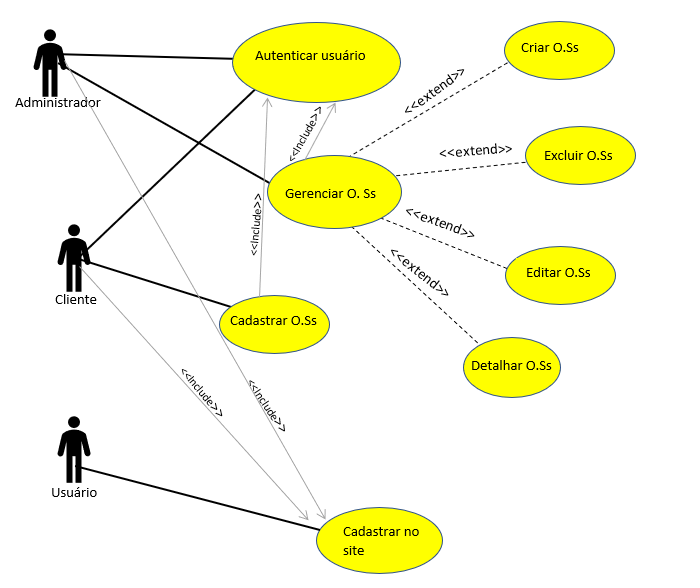 Criar O.Ss
Autenticar usuário
<<extend>>
Administrador
<<Include>>
<<extend>>
Excluir O.Ss
Gerenciar O. Ss
<<Include>>
<<extend>>
<<extend>>
Editar O.Ss
Cliente
Cadastrar O.Ss
Detalhar O.Ss
<<Include>>
<<Include>>
Usuário
Cadastrar no
site